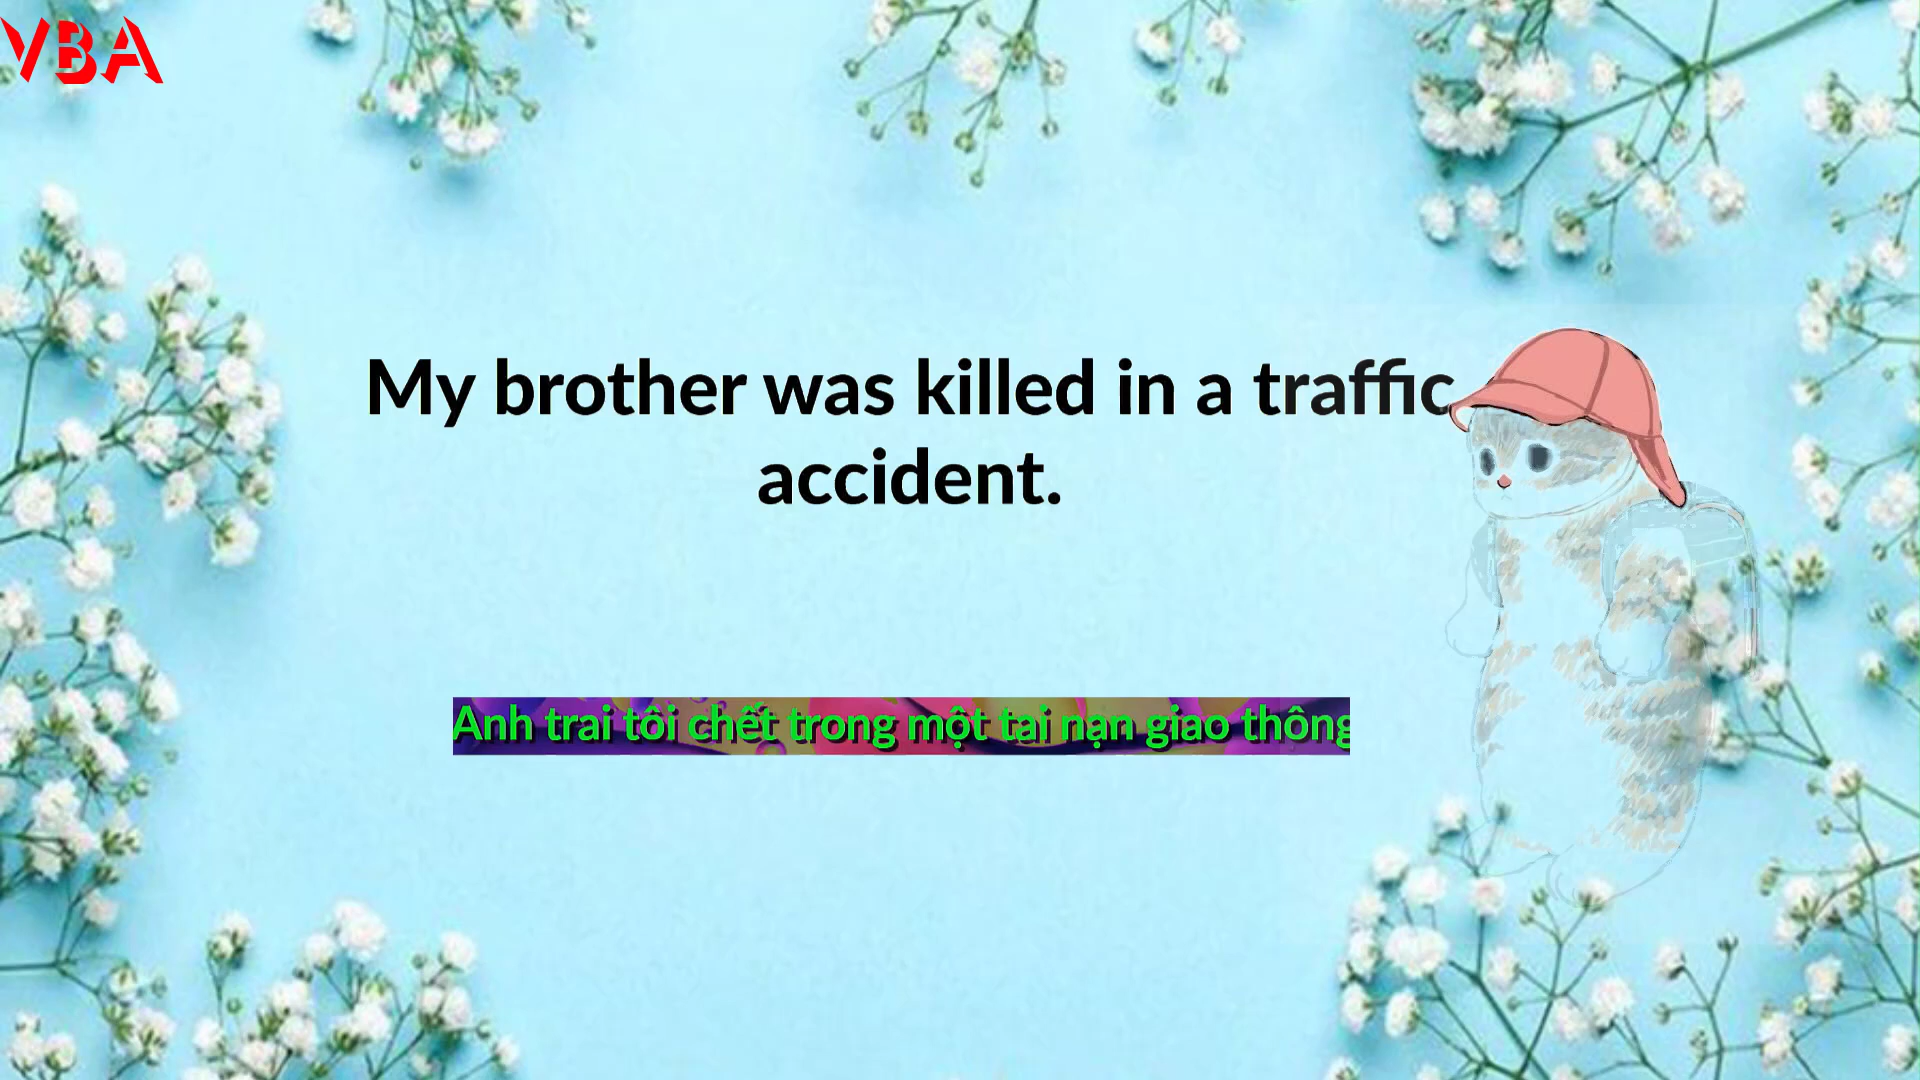 VBA
My brother was killed in a traffic
accident.
Anh trai tôi chết trong một tai nạn giao thông